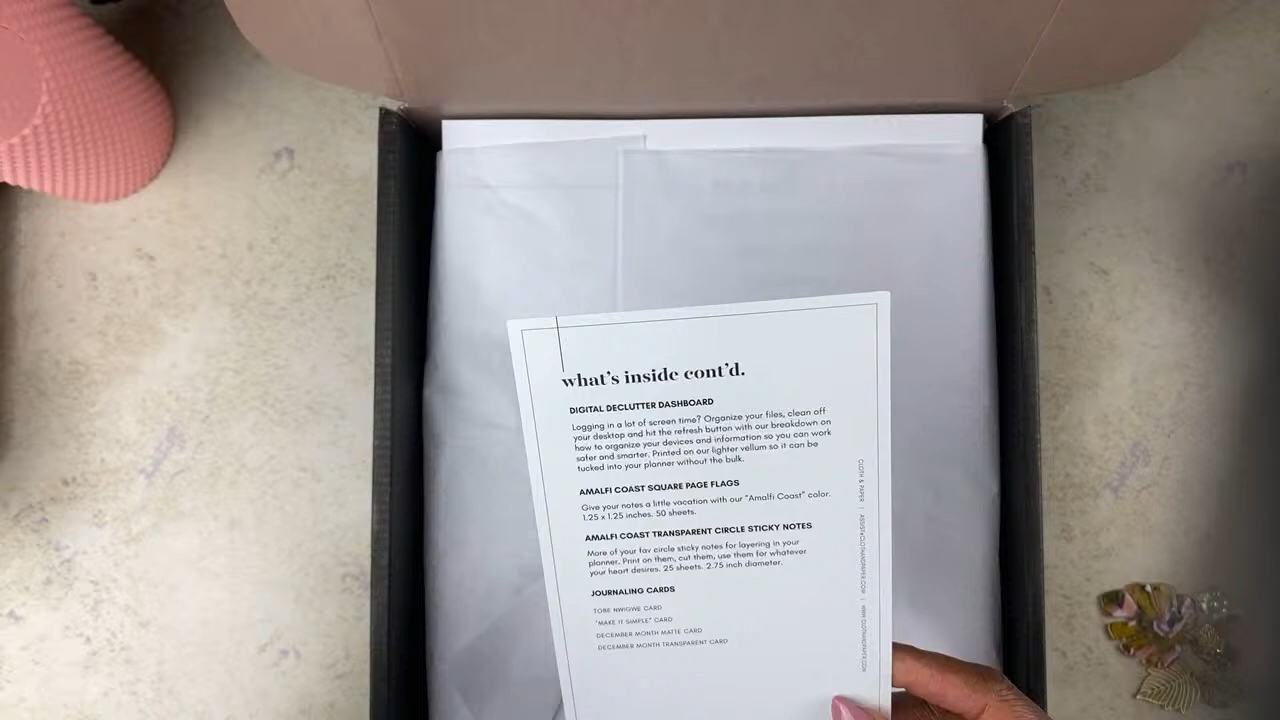 what's inside cont'd.
DIGITAL DECLUTTER DASHBOARD
Logging in a lot of screen time? Organize your files, clean off
your desktop and hit the refresh button with our breakdown on
how to organize your devices and information so you can work
safer and smarter. Printed on our lighter vellum so it can be
tucked into your planner without the bulk.
AMALFI COAST SQUARE PAGE FLAGS
Give your notes a little vacation with our "Amalfi Coast" color.
1.25 x 1.25 inches. 50 sheets.
AMALFI COAST TRANSPARENT CIRCLE STICKY NOTES
More of your fav circle sticky notes for layering in your
planner. Print on them, cut them, use them for whatever
your heart desires. 25 sheets. 2.75 inch diameter.
JOURNALING CARDS
TOBE NWIGWE CARD
"MAKE IT SIMPLE" CARD
DECEMBER MONTH MATTE CARD
DECEMBER MONTH TRANSPARENT CARD
CLOTH & PAPER | ASSIST@CLOTHANDPAPER.COM | WWW.CLOTHANDPAPER.COM